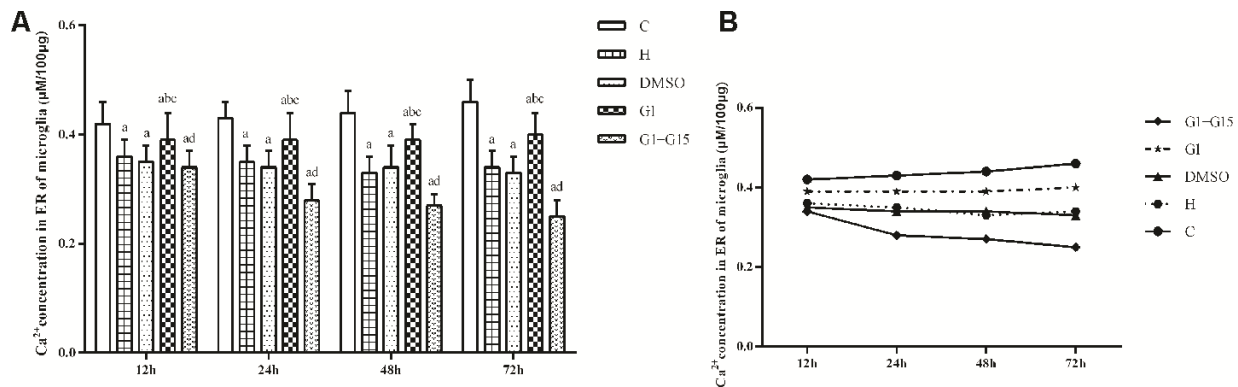 A
Ca²⁺concentration in ER of microglia (μM/100μg)
0.6
0.4
0.2
0.0
a
a
abc
ad
a
a
abc
ad
a
a
abc
ad
a
a
abc
ad
12h
24h
48h
72h
C
H
DMSO
GI
G1-G15
B
Ca²⁺concentration in ER of microglia (μM/100μg)
0.6
0.4
0.2
0.0
12h
24h
48h
72h
G1-G15
GI
DMSO
H
C